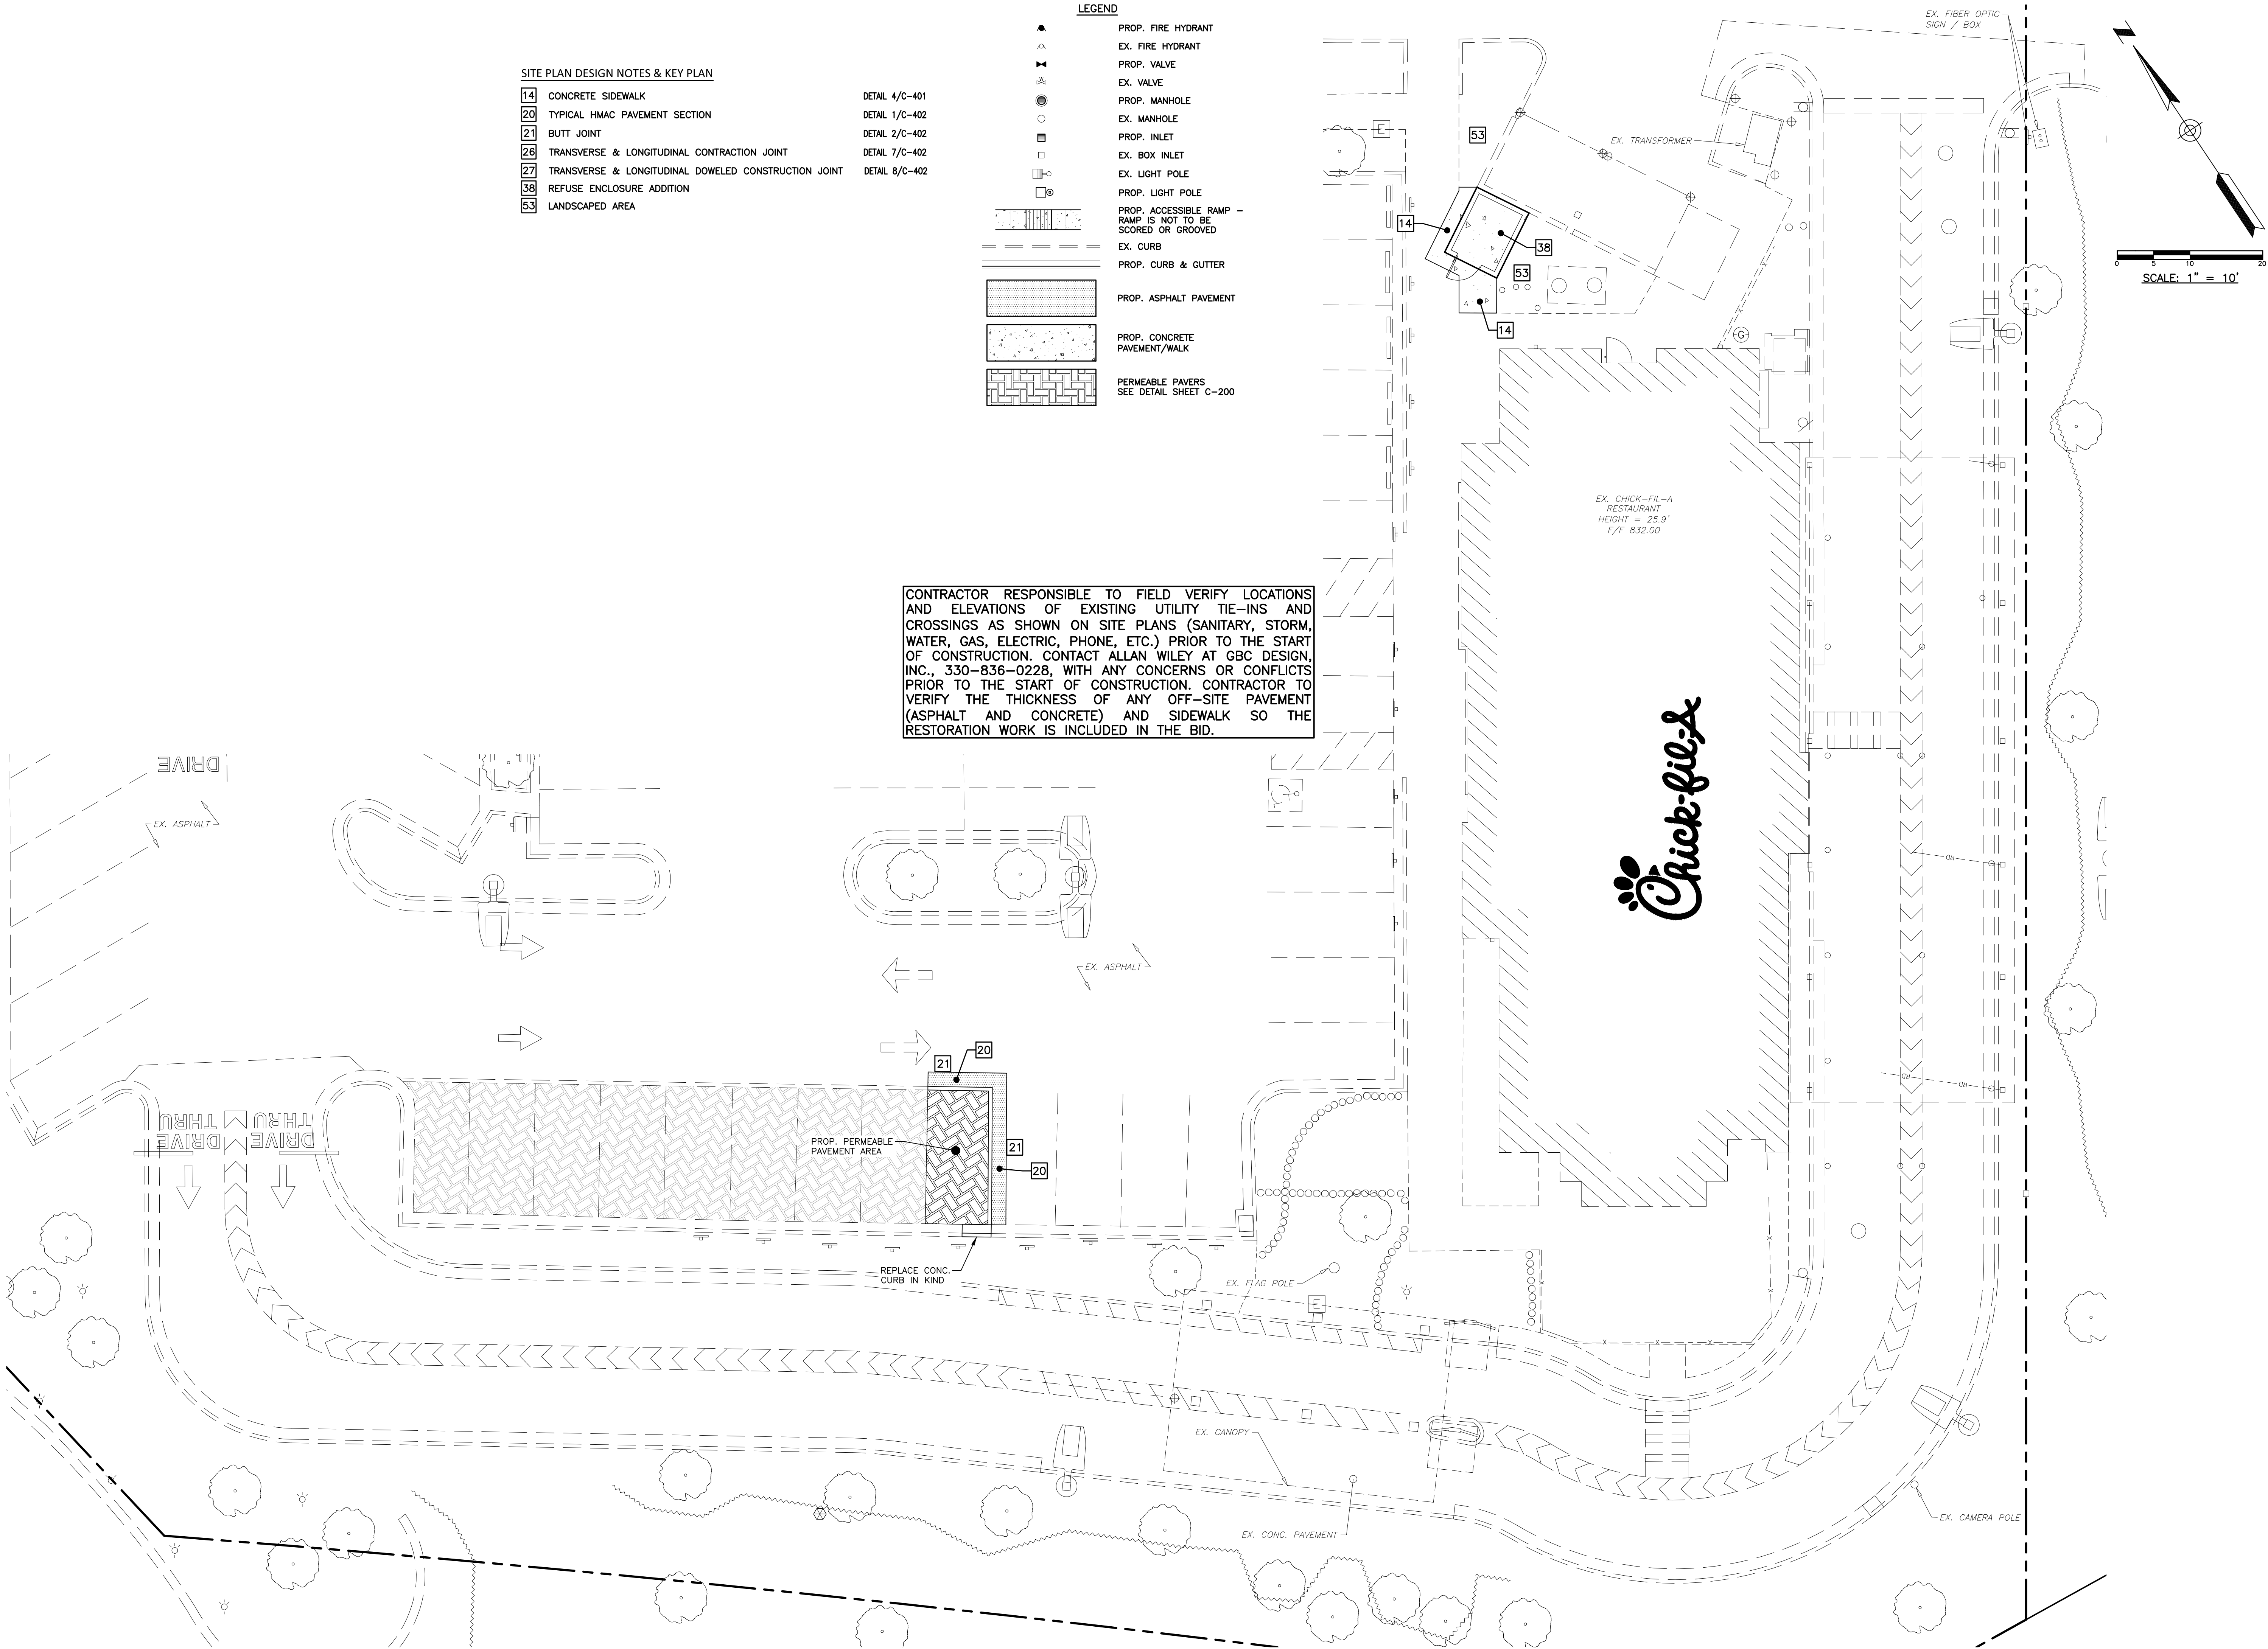 SITE PLAN DESIGN NOTES & KEY PLAN
14 CONCRETE SIDEWALK DETAIL 4/C-401
20 TYPICAL HMAC PAVEMENT SECTION DETAIL 1/C-402
21 BUTT JOINT DETAIL 2/C-402
26 TRANSVERSE & LONGITUDINAL CONTRACTION JOINT DETAIL 7/C-402
27 TRANSVERSE & LONGITUDINAL DOWELED CONSTRUCTION JOINT DETAIL 8/C-402
38 REFUSE ENCLOSURE ADDITION
53 LANDSCAPED AREA
LEGEND
PROP. FIRE HYDRANT
EX. FIRE HYDRANT
PROP. VALVE
W EX. VALVE
PROP. MANHOLE
EX. MANHOLE
PROP. INLET
EX. BOX INLET
EX. LIGHT POLE
PROP. LIGHT POLE
PROP. ACCESSIBLE RAMP –
RAMP IS NOT TO BE
SCORED OR GROOVED
EX. CURB
PROP. CURB & GUTTER
PROP. ASPHALT PAVEMENT
PROP. CONCRETE
PAVEMENT/WALK
PERMEABLE PAVERS
SEE DETAIL SHEET C-200
EX. FIBER OPTIC
SIGN / BOX
N
0 5 10 20
SCALE: 1" = 10'
E
53
EX. TRANSFORMER
14
38
53
14
G
EX. CHICK-FIL-A
RESTAURANT
HEIGHT = 25.9'
F/F 832.00
CONTRACTOR RESPONSIBLE TO FIELD VERIFY LOCATIONS
AND ELEVATIONS OF EXISTING UTILITY TIE-INS AND
CROSSINGS AS SHOWN ON SITE PLANS (SANITARY, STORM,
WATER, GAS, ELECTRIC, PHONE, ETC.) PRIOR TO THE START
OF CONSTRUCTION. CONTACT ALLAN WILEY AT GBC DESIGN,
INC., 330-836-0228, WITH ANY CONCERNS OR CONFLICTS
PRIOR TO THE START OF CONSTRUCTION. CONTRACTOR TO
VERIFY THE THICKNESS OF ANY OFF-SITE PAVEMENT
(ASPHALT AND CONCRETE) AND SIDEWALK SO THE
RESTORATION WORK IS INCLUDED IN THE BID.
Chick-fil-A
DRIVE
EX. ASPHALT
EX. ASPHALT
RD
RD
RD
20
21
21
20
THRU
DRIVE
THRU
DRIVE
PROP. PERMEABLE
PAVEMENT AREA
REPLACE CONC.
CURB IN KIND
EX. FLAG POLE
E
EX. CANOPY
EX. CONC. PAVEMENT
EX. CAMERA POLE